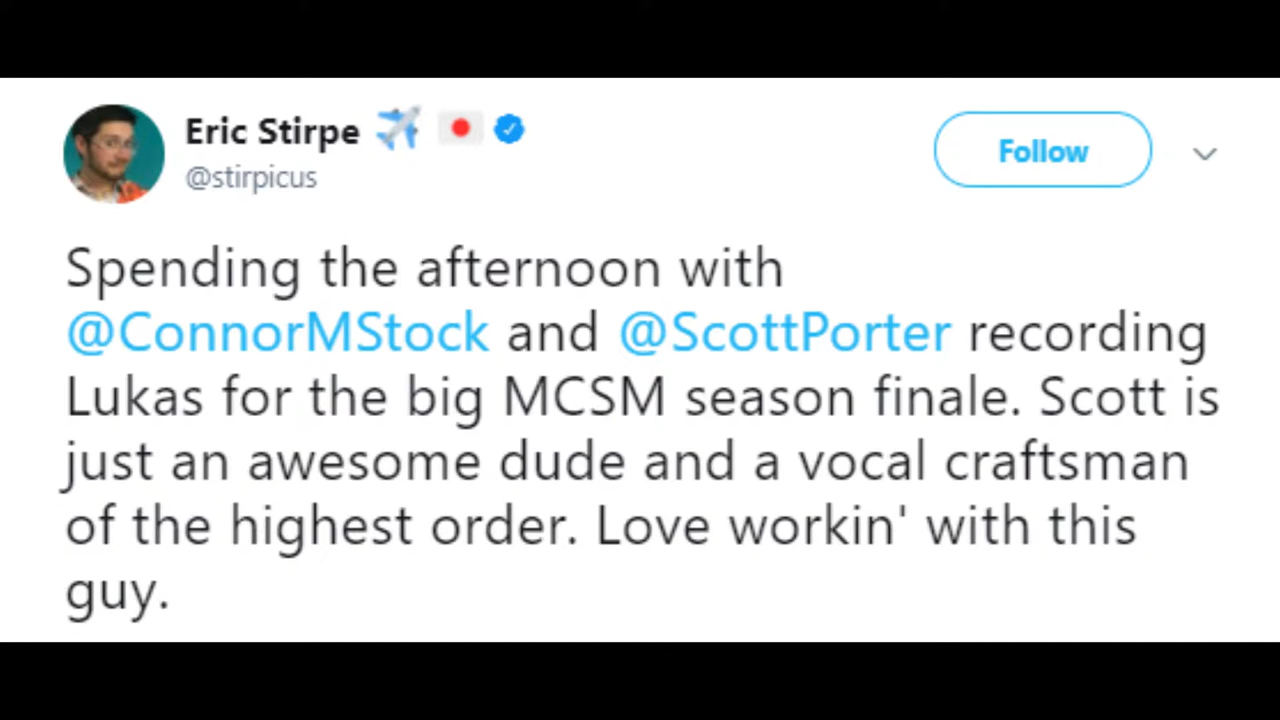 Eric Stirpe ✈️ 🇯🇵
@stirpicus
Follow
Spending the afternoon with
@ConnorMStock and @ScottPorter recording
Lukas for the big MCSM season finale. Scott is
just an awesome dude and a vocal craftsman
of the highest order. Love workin' with this
guy.